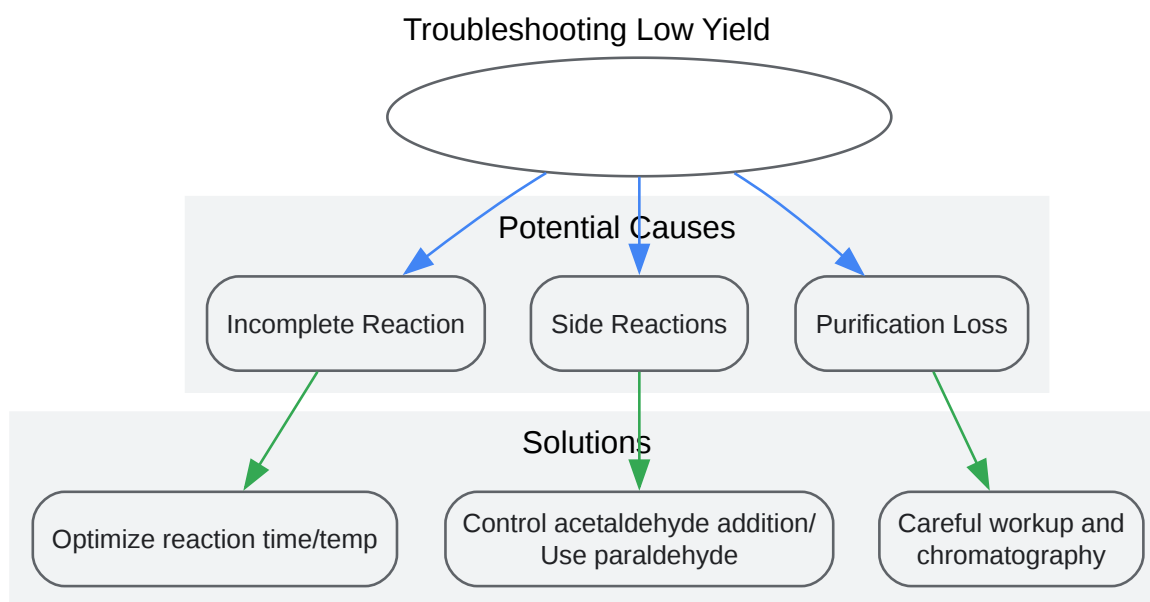 Troubleshooting Low Yield
Potential Causes
Incomplete Reaction
Side Reactions
Purification Loss
Solutions
Optimize reaction time/temp
Control acetaldehyde addition/
Use paraldehyde
Careful workup and
chromatography